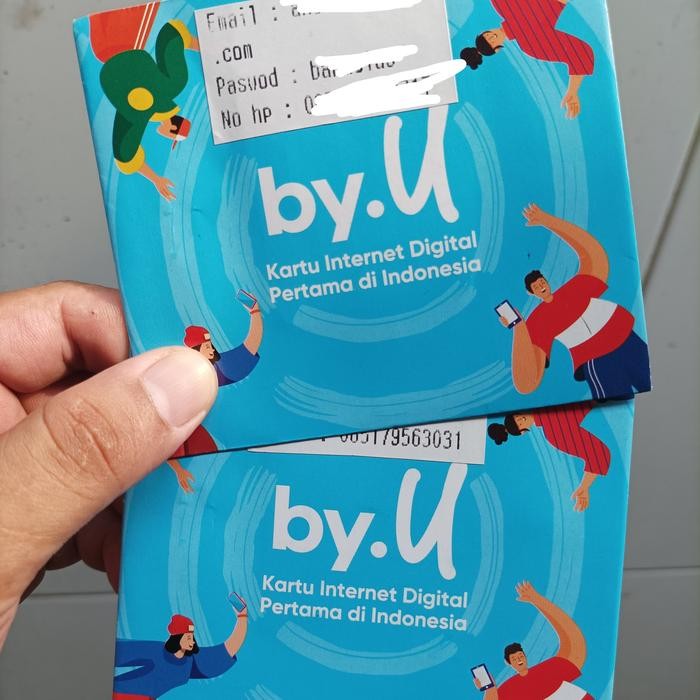 Email :
.com
Paswod :
No hp :
by.U
Kartu Internet Digital
Pertama di Indonesia
by.U
Kartu Internet Digital
Pertama di Indonesia